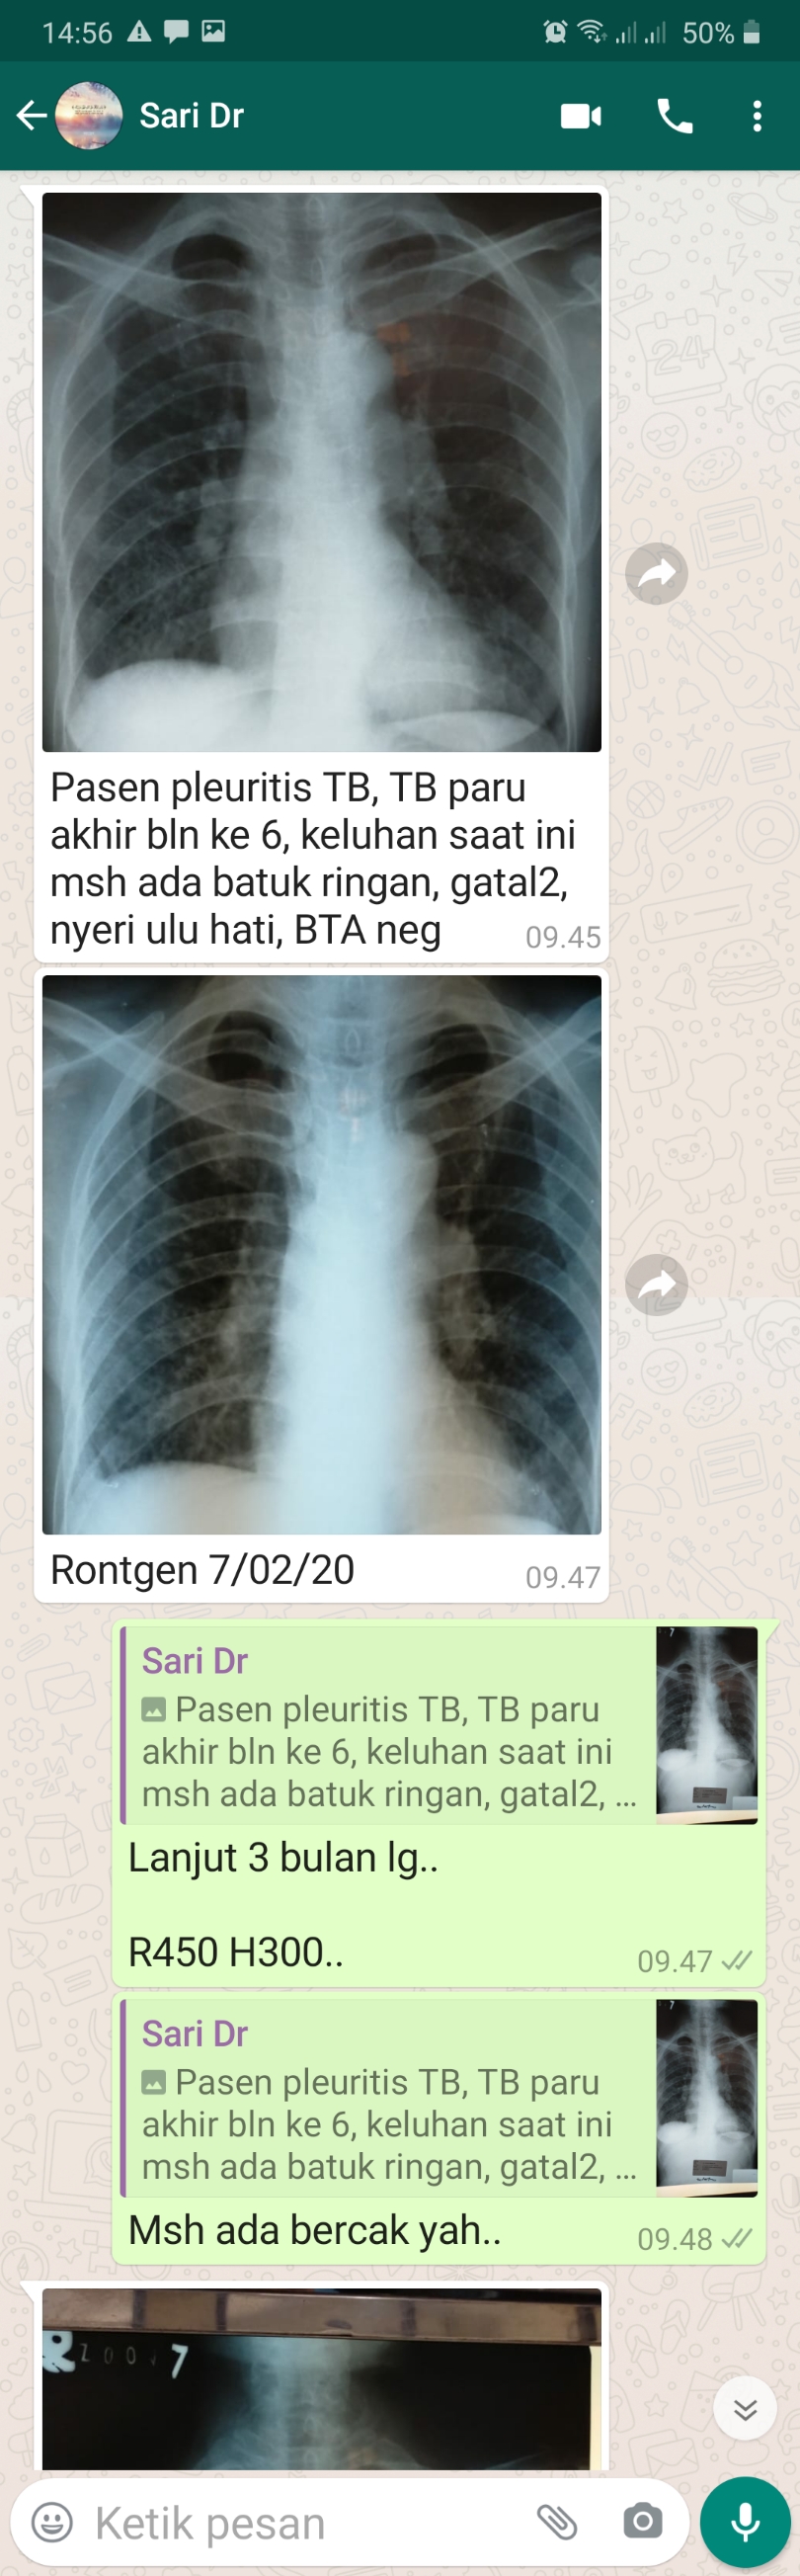 14:56
50%
Sari Dr
Pasen pleuritis TB, TB paru
akhir bln ke 6, keluhan saat ini
msh ada batuk ringan, gatal2,
nyeri ulu hati, BTA neg
09.45
Rontgen 7/02/20
09.47
Sari Dr
Pasen pleuritis TB, TB paru
akhir bln ke 6, keluhan saat ini
msh ada batuk ringan, gatal2, ...
Lanjut 3 bulan lg..
R450 H300..
09.47
Sari Dr
Pasen pleuritis TB, TB paru
akhir bln ke 6, keluhan saat ini
msh ada batuk ringan, gatal2, ...
Msh ada bercak yah..
09.48
7
Ketik pesan